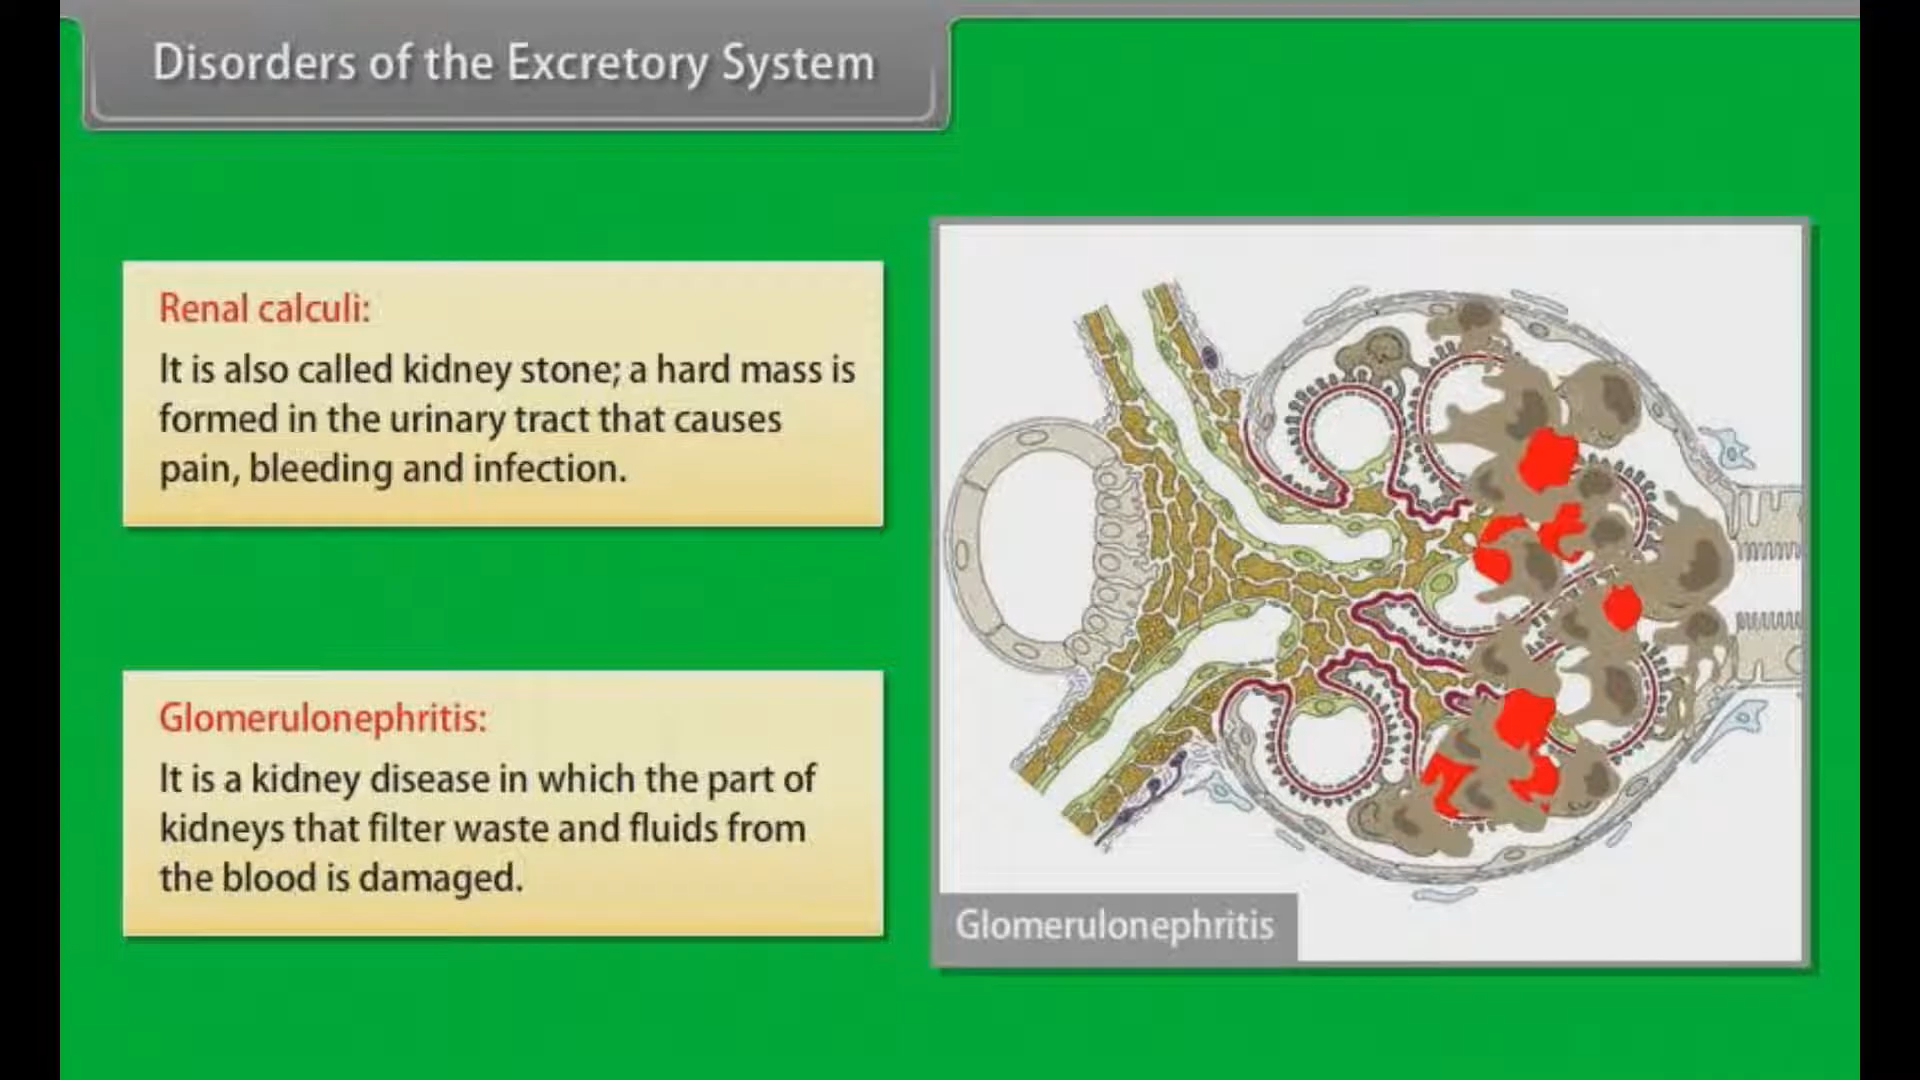 Disorders of the Excretory System
Renal calculi:
It is also called kidney stone; a hard mass is
formed in the urinary tract that causes
pain, bleeding and infection.
Glomerulonephritis:
It is a kidney disease in which the part of
kidneys that filter waste and fluids from
the blood is damaged.
Glomerulonephritis